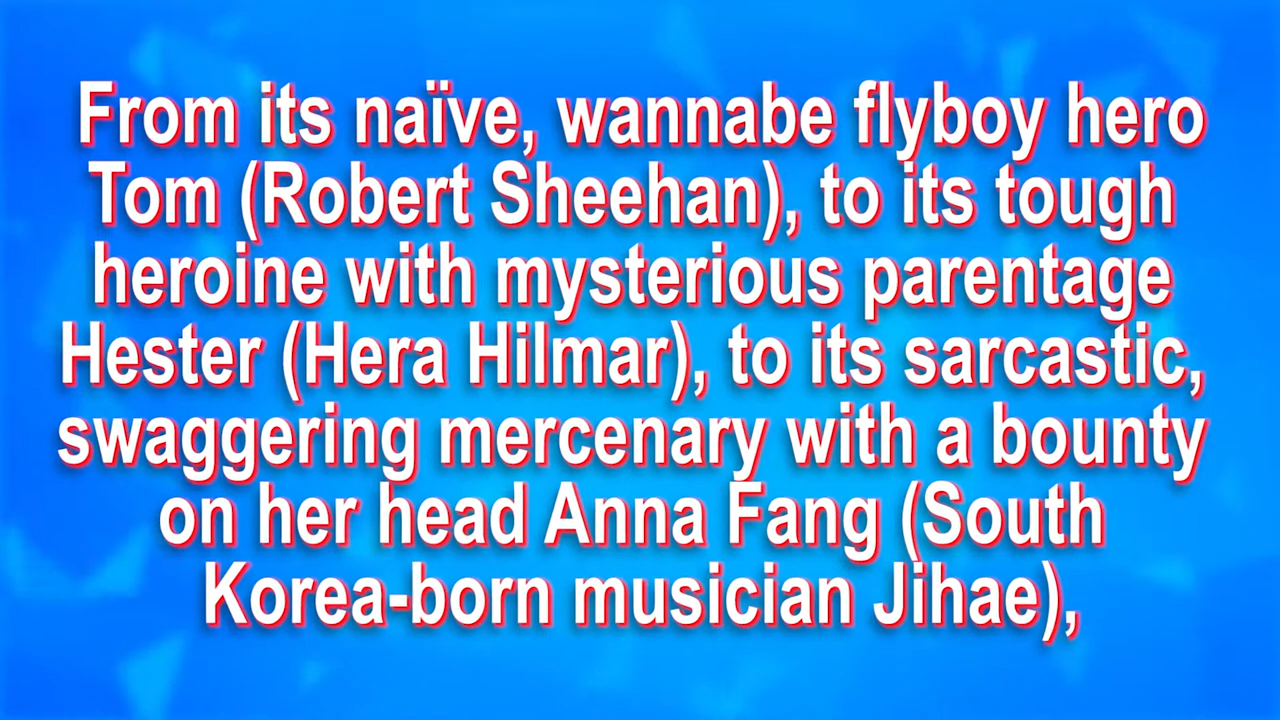 From its naïve, wannabe flyboy hero
Tom (Robert Sheehan), to its tough
heroine with mysterious parentage
Hester (Hera Hilmar), to its sarcastic,
swaggering mercenary with a bounty
on her head Anna Fang (South
Korea-born musician Jihae),